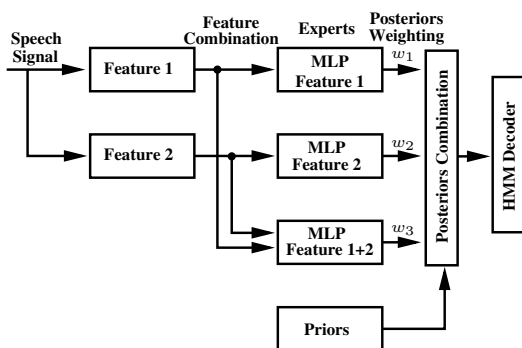 Speech
Signal
Feature
Combination
Experts
Posteriors
Weighting
Feature 1
MLP
Feature 1
w1
Feature 2
MLP
Feature 2
w2
MLP
Feature 1+2
w3
Priors
Posteriors Combination
HMM Decoder